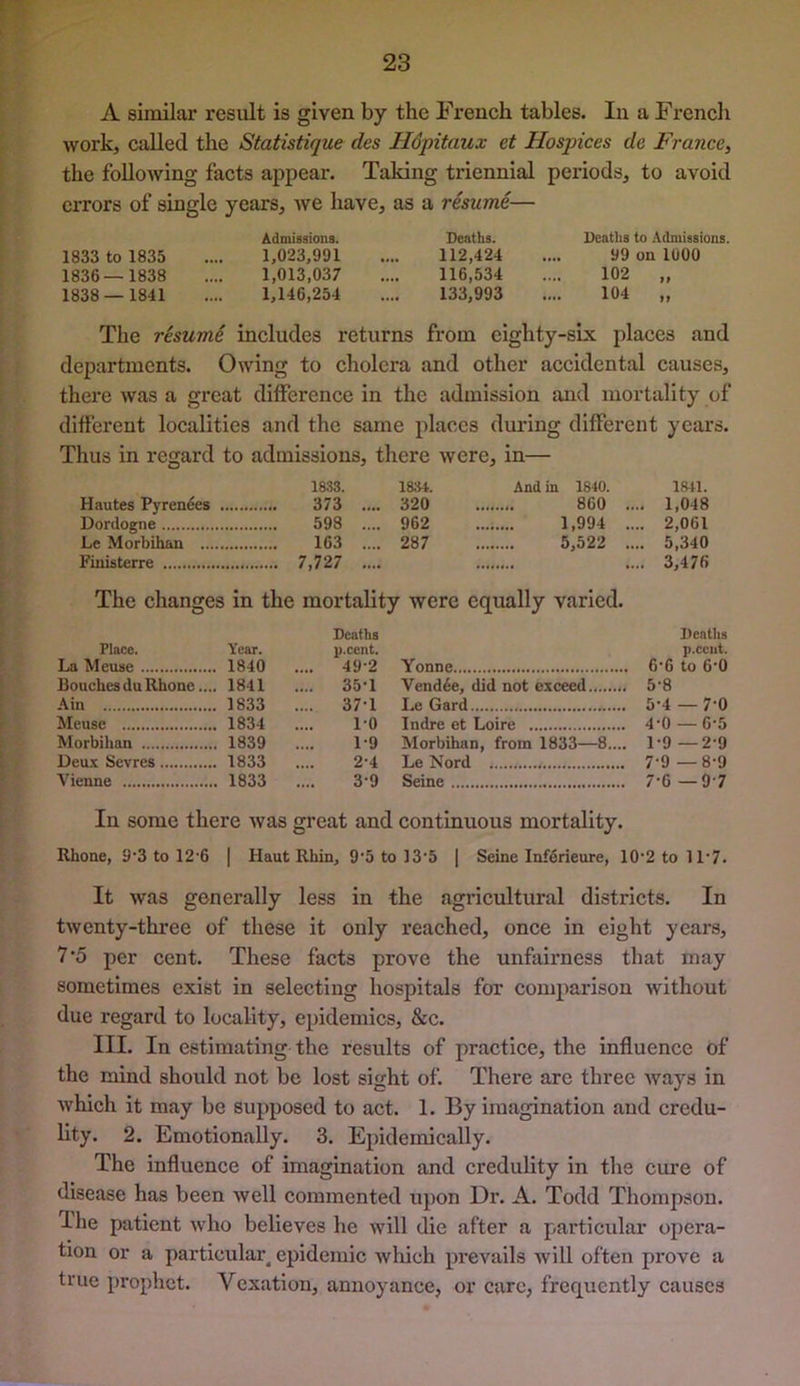 23
A similar result is given by the French tables. In a French
work, called the Statistique des Hôpitaux et Hospices de France,
the following facts appear. Taking triennial periods, to avoid
errors of single years, we have, as a résumé—
Admissions. Deaths. Deaths to Admissions.
1833 to 1835 .... 1,023,991 .... 112,424 .... 99 on 1000
1836 — 1838 .... 1,013,037 .... 116,534 .... 102 „
1838 — 1841 .... 1,146,254 .... 133,993 .... 104 „
The résumé includes returns from eighty-six places and
departments. Owing to cholera and other accidental causes,
there was a great difference in the admission and mortality of
different localities and the same places during different years.
Thus in regard to admissions, there were, in—
1833. 1834. And in 1840. 1841.
Hautes Pyrenées ............ 373 .... 320 ........ 860 .... 1,048
Dordogne ........................ 598 .... 962 ........ 1,994 .... 2,061
Le Morbihan .................. 163 .... 287 ........ 5,522 .... 5,340
Finisterre ........................ 7,727 .... ........ .... 3,476
The changes in the mortality were equally varied.
Deaths Deaths
Place. Year. p.cent. p.cent.
La Meuse ................ 1840 .... 49·2 Yonne.................................... 6·6 to 6·0
Bouches du Rhone .... 1841 .... 35·1 Vendée, did not exceed........ 5·8
Ain ........................ 1833 .... 37·1 Le Gard................................ 5·4 — 7·0
Meuse .................... 1834 .... 1·0 Indre et Loire .................... 4·0 — 6·5
Morbihan ................ 1839 .... 1·9 Morbihan, from 1833—8.... 1·9 — 2·9
Deux Sevres ............ 1833 .... 2·4 Le Nord ............................ 7·9 — 8·9
Vienne .................... 1833 .... 3·9 Seine .................................... 7·6 — 9·7
In some there was great and continuous mortality.
Rhone, 9·3 to 12·6 | Haut Rhin, 9·5 to 13·5 | Seine Inférieure, 10·2 to 11·7.
It was generally less in the agricultural districts. In
twenty-three of these it only reached, once in eight years,
7·5 per cent. These facts prove the unfairness that may
sometimes exist in selecting hospitals for comparison without
due regard to locality, epidemics, &c.
III. In estimating the results of practice, the influence of
the mind should not be lost sight of. There are three ways in
which it may be supposed to act. 1. By imagination and credu-
lity. 2. Emotionally. 3. Epidemically.
The influence of imagination and credulity in the cure of
disease has been well commented upon Dr. A. Todd Thompson.
The patient who believes he will die after a particular opera-
tion or a particular epidemic which prevails will often prove a
true prophet. Vexation, annoyance, or care, frequently causes